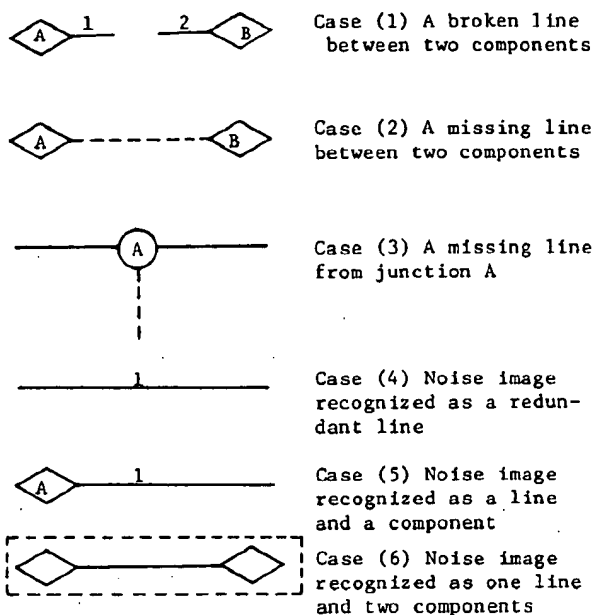 A 1 2 B Case (1) A broken line
between two components
A B Case (2) A missing line
between two components
A Case (3) A missing line
from junction A
1 Case (4) Noise image
recognized as a redun-
dant line
A 1 Case (5) Noise image
recognized as a line
and a component
Case (6) Noise image
recognized as one line
and two components